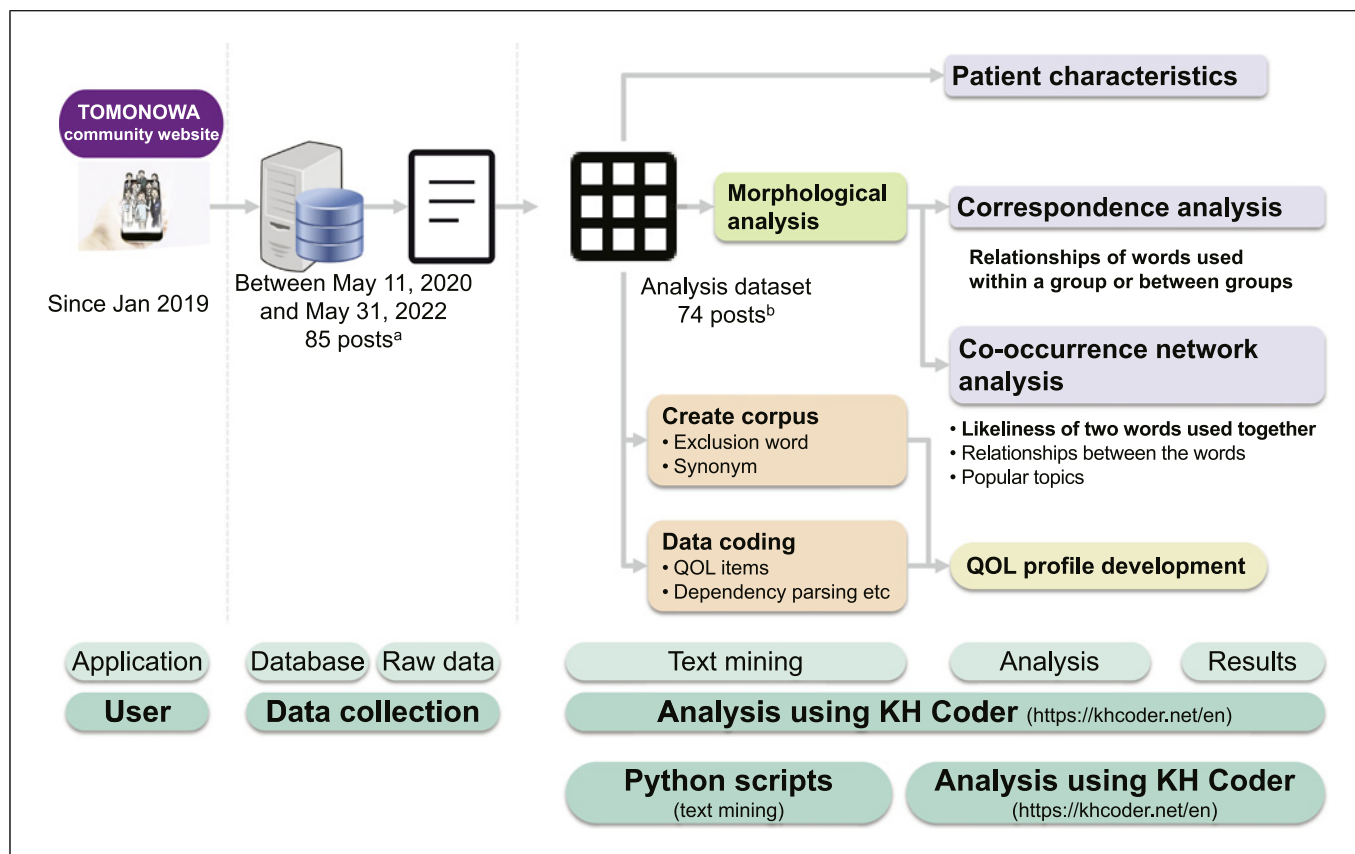 TOMONOWA
community website
Since Jan 2019
Between May 11, 2020
and May 31, 2022
85 postsᵃ
Analysis dataset
74 postsᵇ
Morphological
analysis
Create corpus
• Exclusion word
• Synonym
Data coding
• QOL items
• Dependency parsing etc
Patient characteristics
Correspondence analysis
Relationships of words used
within a group or between groups
Co-occurrence network
analysis
• Likeliness of two words used together
• Relationships between the words
• Popular topics
QOL profile development
Application
Database
Raw data
Text mining
Analysis
Results
User
Data collection
Analysis using KH Coder (https://khcoder.net/en)
Python scripts
(text mining)
Analysis using KH Coder
(https://khcoder.net/en)